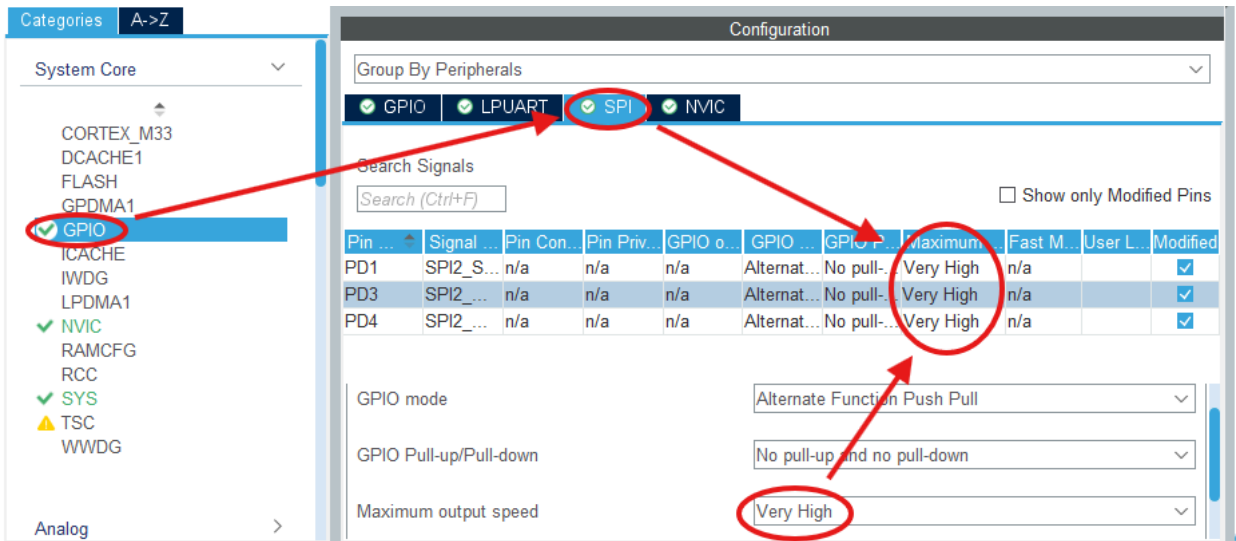 Categories A->Z
System Core
CORTEX_M33
DCACHE1
FLASH
GPDMA1
GPIO
ICACHE
IWDG
LPDMA1
NVIC
RAMCFG
RCC
SYS
TSC
WWDG
Analog
Configuration
Group By Peripherals
GPIO LPUART SPI NVIC
Search Signals
Search (Ctrl+F)
Show only Modified Pins
Pin ... Signal ... Pin Con... Pin Priv... GPIO o... GPIO ... GPIO P... Maximum ... Fast M... User L... Modified
PD1 SPI2_S... n/a n/a n/a Alternat... No pull-... Very High n/a
PD3 SPI2_... n/a n/a n/a Alternat... No pull-... Very High n/a
PD4 SPI2_... n/a n/a n/a Alternat... No pull-... Very High n/a
GPIO mode Alternate Function Push Pull
GPIO Pull-up/Pull-down No pull-up and no pull-down
Maximum output speed Very High